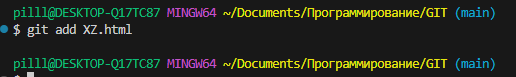 pilll@DESKTOP-Q17TC87 MINGW64 ~/Documents/Программирование/GIT (main)
$ git add XZ.html
pilll@DESKTOP-Q17TC87 MINGW64 ~/Documents/Программирование/GIT (main)
$